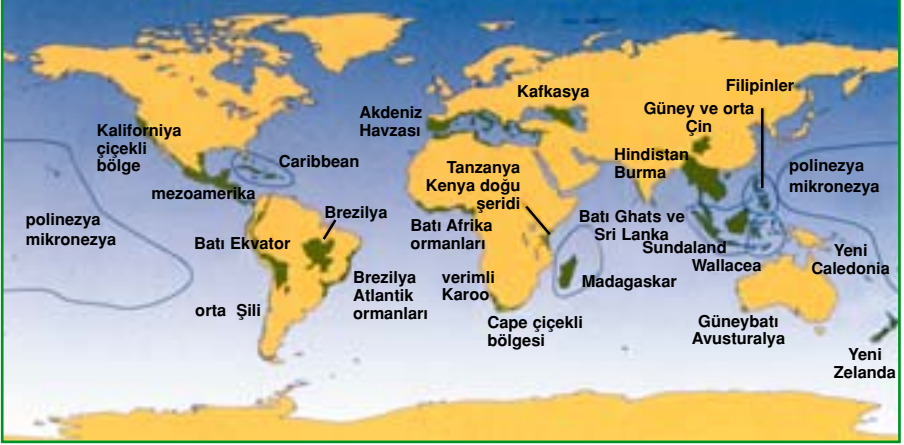 Filipinler
Kafkasya
Güney ve orta
Çin
Akdeniz
Havzası
Kaliforniya
çiçekli
bölge
Caribbean
Hindistan
Burma
Tanzanya
Kenya doğu
şeridi
polinezya
mikronezya
mezoamerika
Brezilya
polinezya
mikronezya
Batı Afrika
ormanları
Batı Ghats ve
Sri Lanka
Batı Ekvator
Sundaland
Wallacea
Yeni
Caledonia
Brezilya
Atlantik
ormanları
verimli
Karoo
Madagaskar
orta Şili
Cape çiçekli
bölgesi
Güneybatı
Avusturalya
Yeni
Zelanda